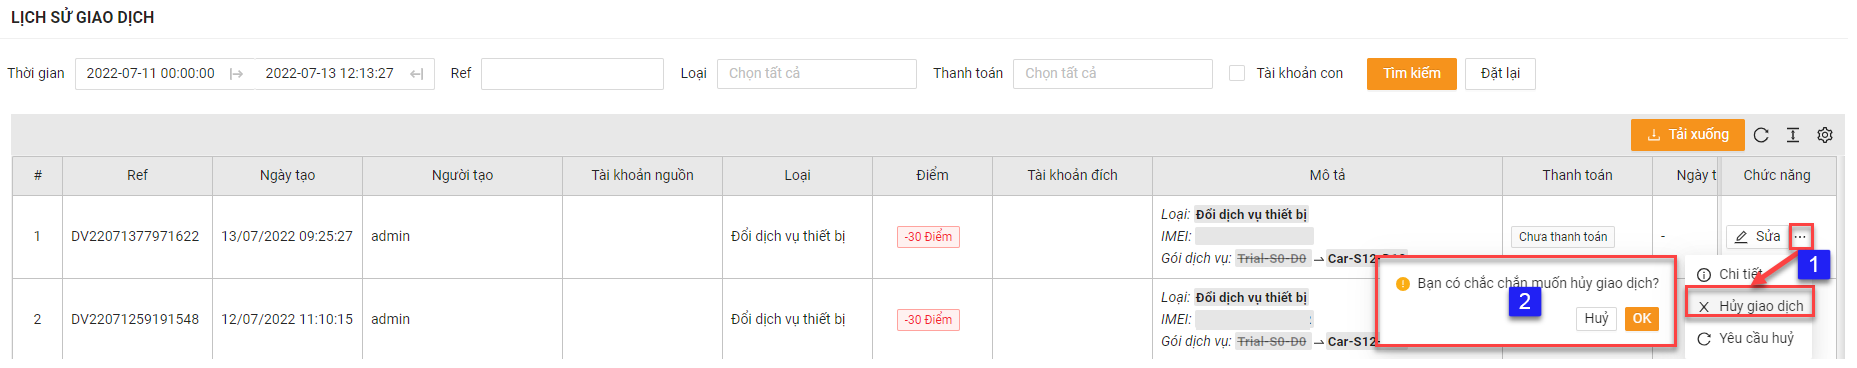 LỊCH SỬ GIAO DỊCH
Thời gian 2022-07-11 00:00:00 2022-07-13 12:13:27 Ref Loại Chọn tất cả Thanh toán Chọn tất cả Tài khoản con Tìm kiếm Đặt lại
Tải xuống
# Ref Ngày tạo Người tạo Tài khoản nguồn Loại Điểm Tài khoản đích Mô tả Thanh toán Ngày t Chức năng
Loại: Đổi dịch vụ thiết bị
1 DV22071377971622 13/07/2022 09:25:27 admin Đổi dịch vụ thiết bị -30 Điểm IMEI: Chưa thanh toán - Sửa ...
Gói dịch vụ: Trial-S0-D0 → Car-S12-
1
Chi tiết
Bạn có chắc chắn muốn hủy giao dịch?
2
Huỷ OK
Hủy giao dịch
Yêu cầu huỷ
Loại: Đổi dịch vụ thiết bị
2 DV22071259191548 12/07/2022 11:10:15 admin Đổi dịch vụ thiết bị -30 Điểm IMEI:
Gói dịch vụ: Trial-S0-D0 → Car-S12-